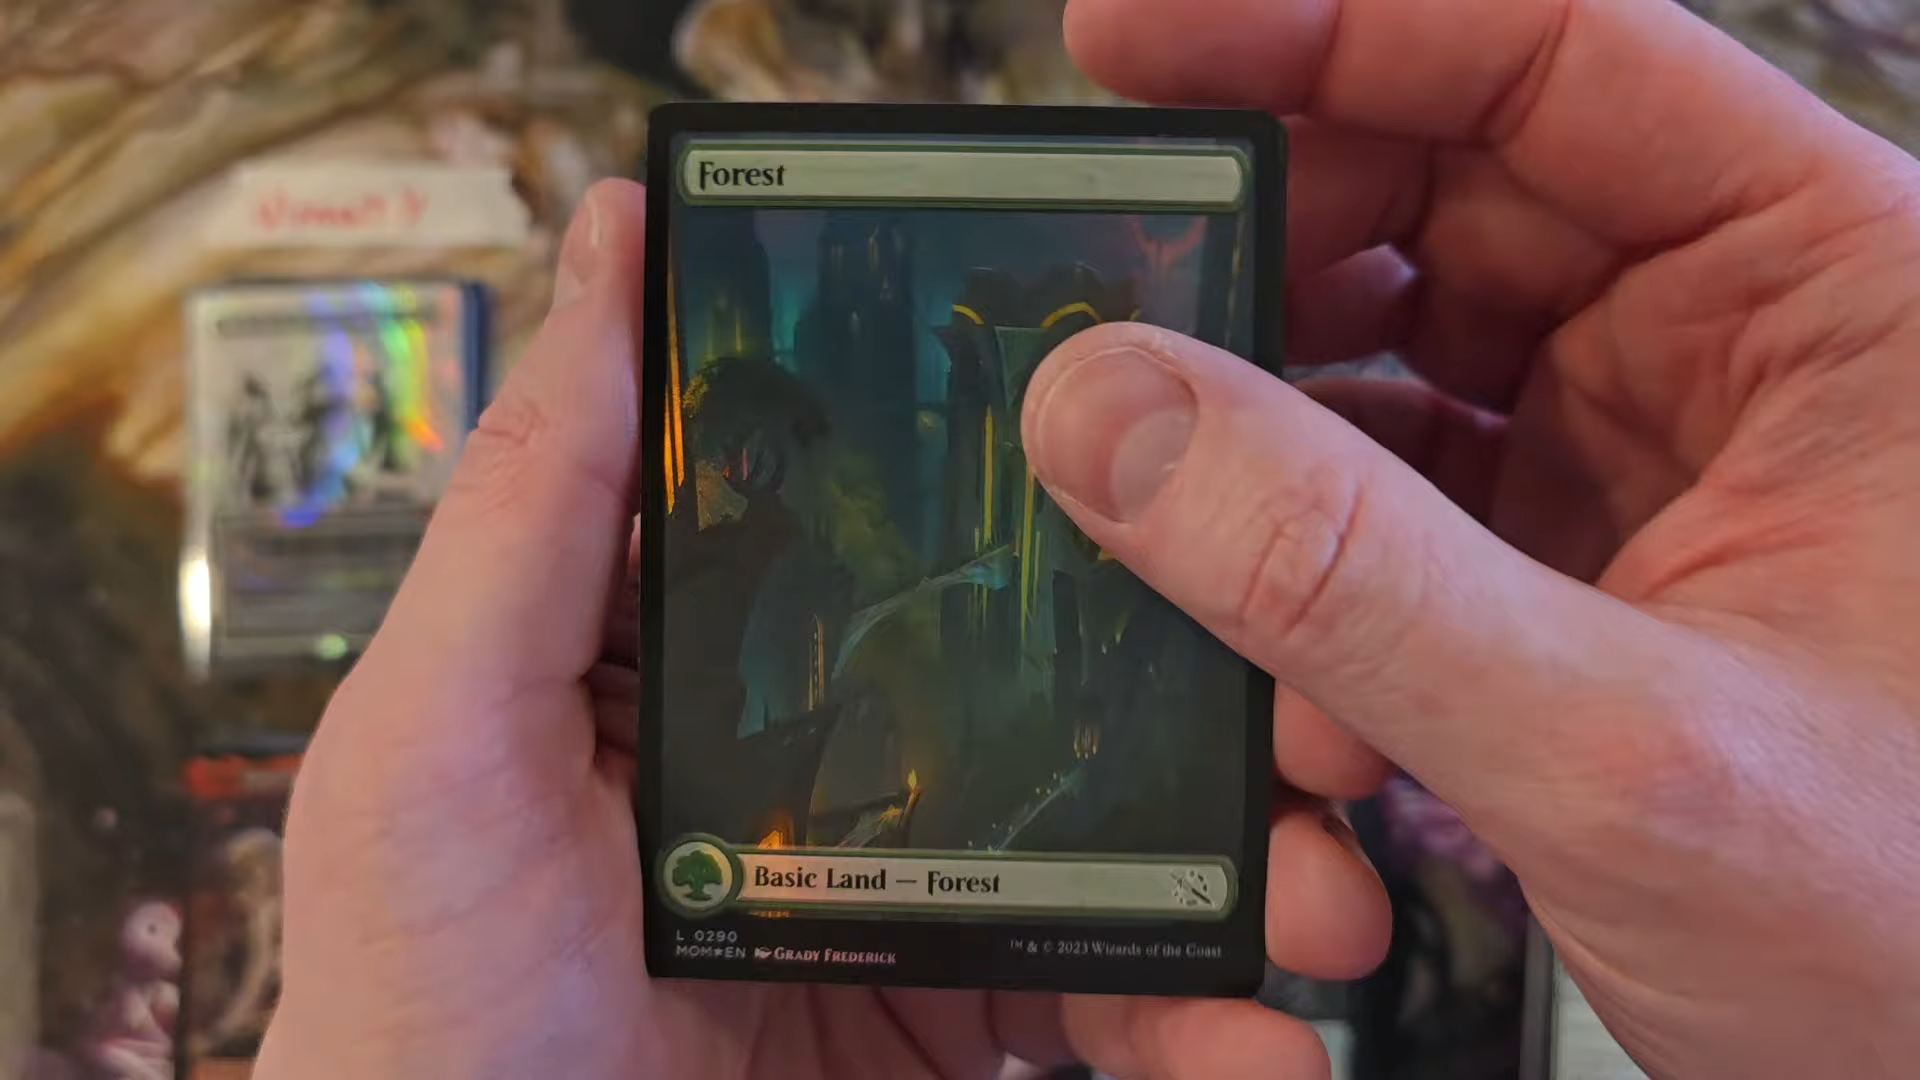 Forest
Basic Land — Forest
L 0290
MOM★EN GRADY FREDERICK
™ & © 2023 Wizards of the Coast